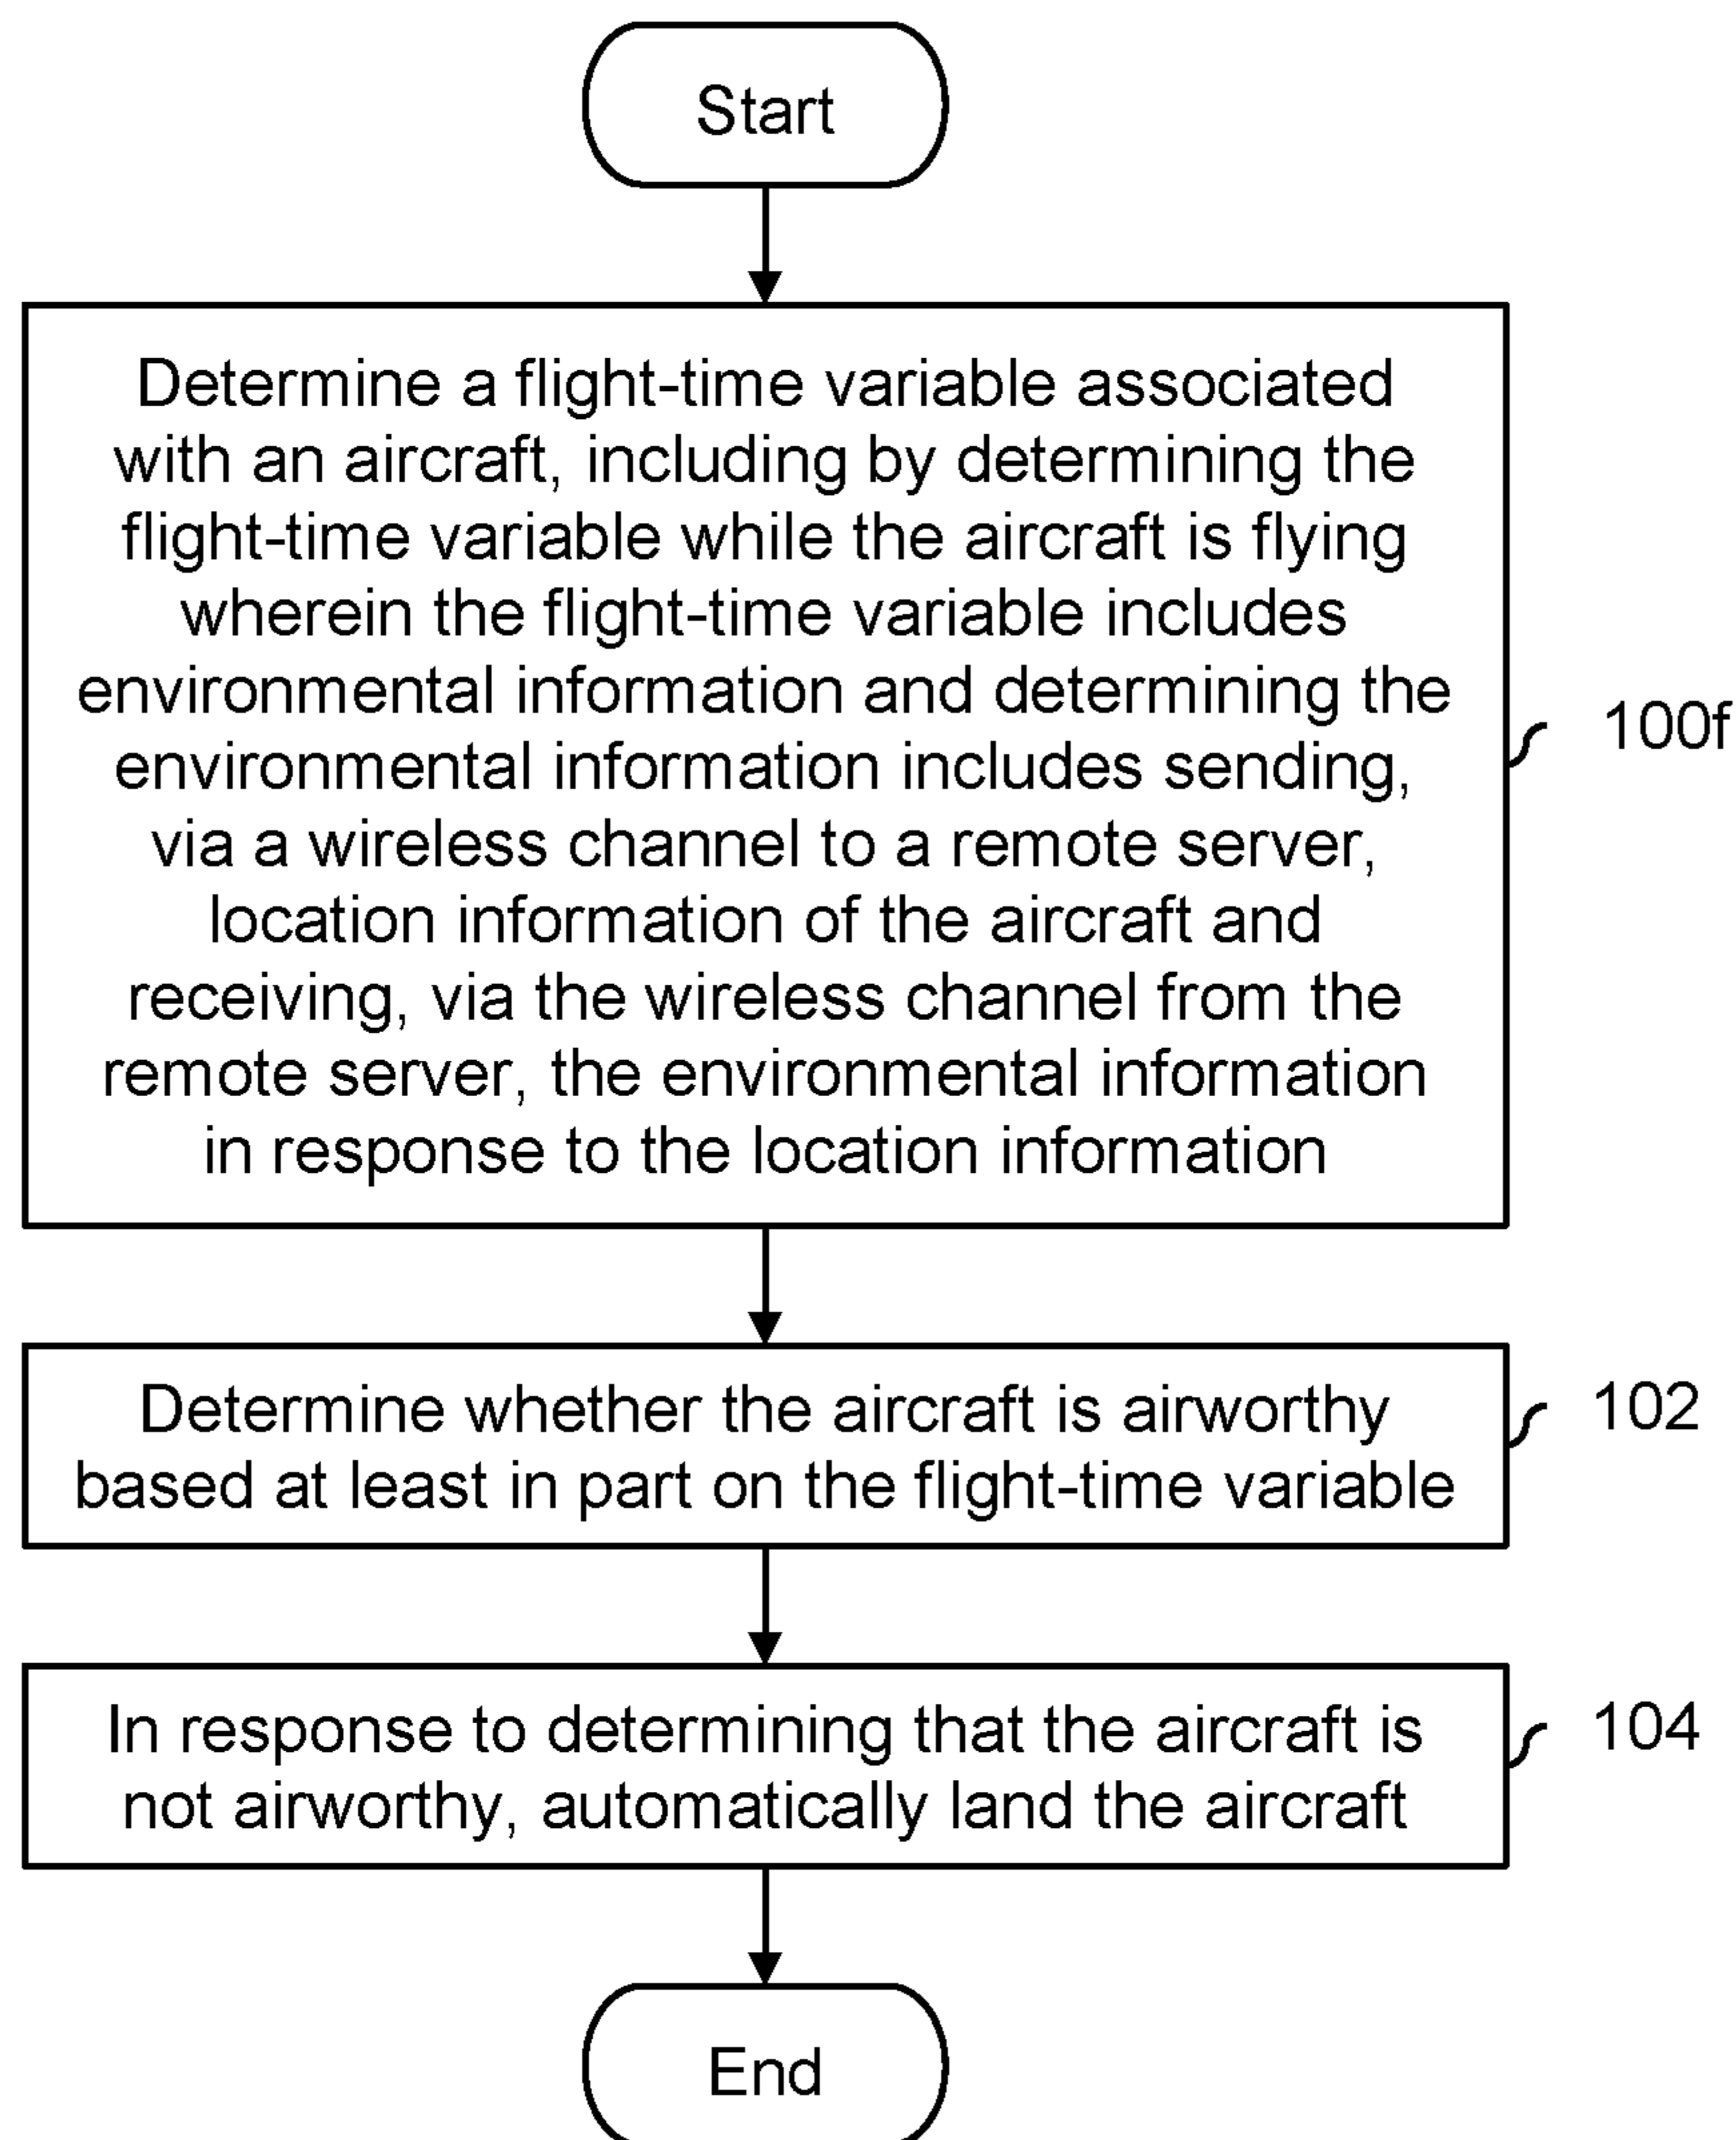 Start
Determine a flight-time variable associated
with an aircraft, including by determining the
flight-time variable while the aircraft is flying
wherein the flight-time variable includes
environmental information and determining the
environmental information includes sending,
via a wireless channel to a remote server,
location information of the aircraft and
receiving, via the wireless channel from the
remote server, the environmental information
in response to the location information
100f
Determine whether the aircraft is airworthy
based at least in part on the flight-time variable
102
In response to determining that the aircraft is
not airworthy, automatically land the aircraft
104
End